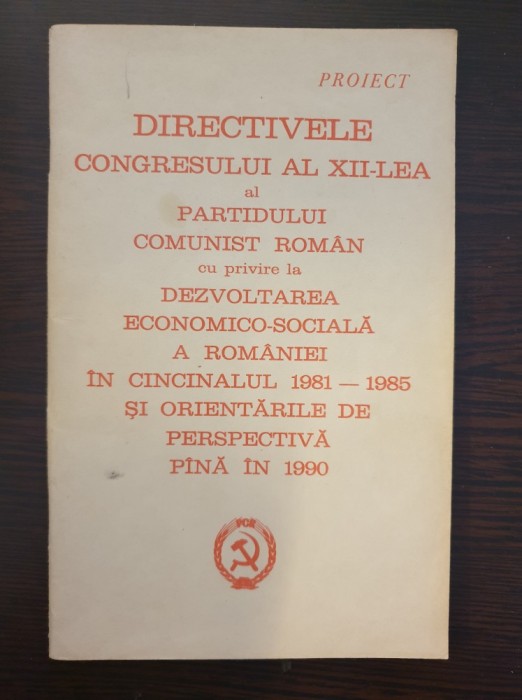 PROIECT
DIRECTIVELE
CONGRESULUI AL XII-LEA
al
PARTIDULUI
COMUNIST ROMÂN
cu privire la
DEZVOLTAREA
ECONOMICO-SOCIALĂ
A ROMÂNIEI
ÎN CINCINALUL 1981 — 1985
ȘI ORIENTĂRILE DE
PERSPECTIVĂ
PÎNĂ ÎN 1990
PCR